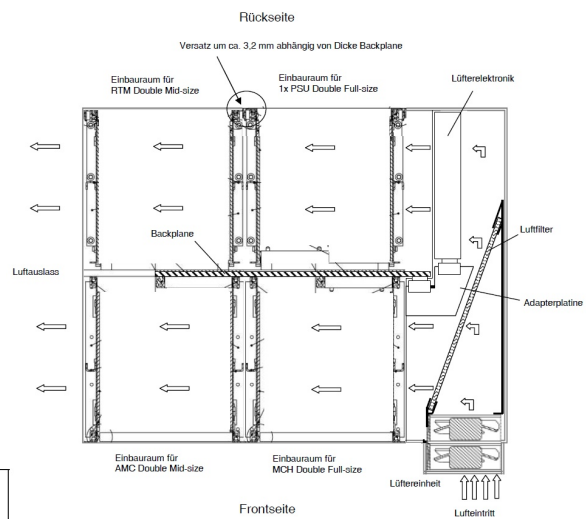 Rückseite
Versatz um ca. 3,2 mm abhängig von Dicke Backplane
Einbauraum für
RTM Double Mid-size
Einbauraum für
1x PSU Double Full-size
Lüfterelektronik
Backplane
Luftfilter
Luftauslass
Adapterplatine
Einbauraum für
AMC Double Mid-size
Einbauraum für
MCH Double Full-size
Lüftereinheit
Frontseite
Lufteintritt